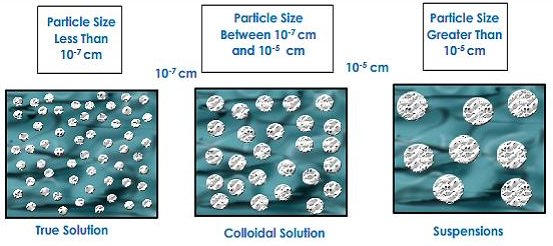 Particle Size
Less Than
10⁻⁷ cm
Particle Size
Between 10⁻⁷ cm
and 10⁻⁵ cm
Particle Size
Greater Than
10⁻⁵ cm
10⁻⁷ cm
10⁻⁵ cm
True Solution
Colloidal Solution
Suspensions